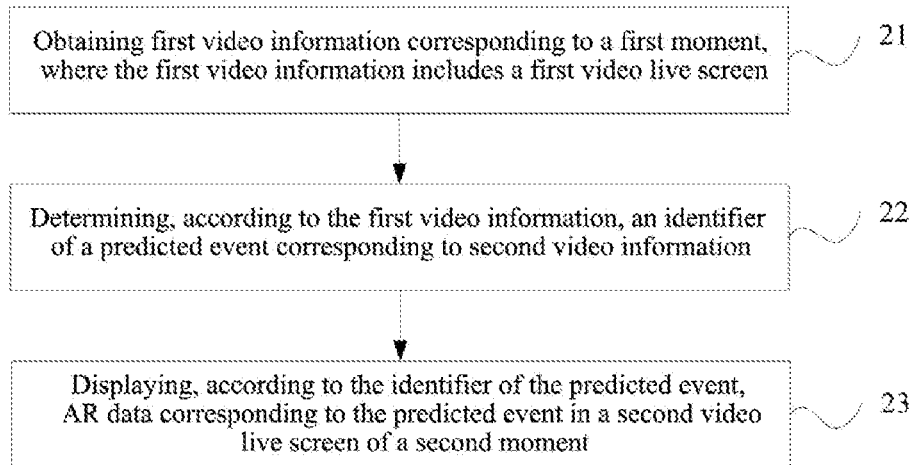 Obtaining first video information corresponding to a first moment,
where the first video information includes a first video live screen
21
Determining, according to the first video information, an identifier
of a predicted event corresponding to second video information
22
Displaying, according to the identifier of the predicted event,
AR data corresponding to the predicted event in a second video
live screen of a second moment
23